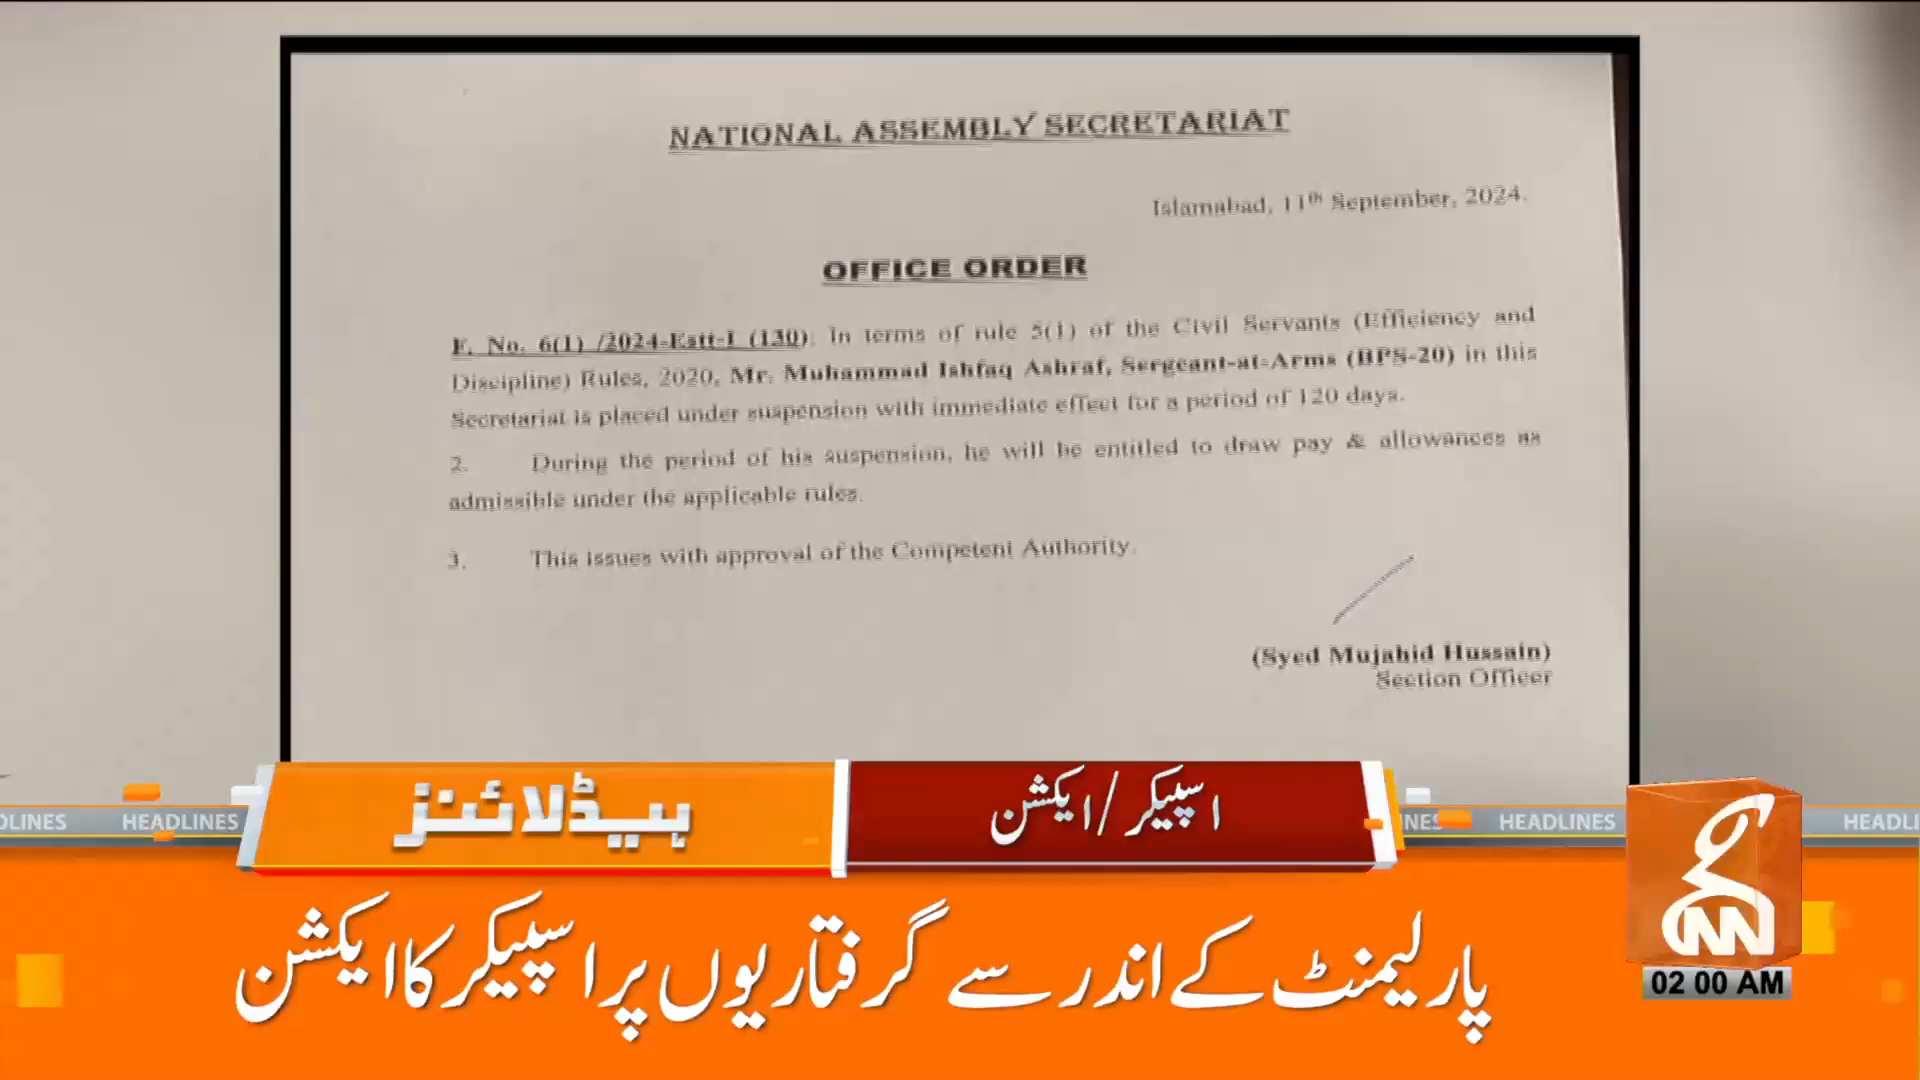 NATIONAL ASSEMBLY SECRETARIAT
Islamabad, 11th September, 2024.
OFFICE ORDER
F. No. 6(1) /2024-Estt-I (130): In terms of rule 5(1) of the Civil Servants (Efficiency and
Discipline) Rules, 2020, Mr. Muhammad Ishfaq Ashraf, Sergeant-at-Arms (BPS-20) in this
Secretariat is placed under suspension with immediate effect for a period of 120 days.
2. During the period of his suspension, he will be entitled to draw pay & allowances as
admissible under the applicable rules.
3. This issues with approval of the Competent Authority.
(Syed Mujahid Hussain)
Section Officer
اسپیکر/ایکشن
ہیڈلائنز
DLINES HEADLINES INES HEADLINES HEADLI
پارلیمنٹ کے اندر سے گرفتاریوں پر اسپیکر کا ایکشن
GNN
02 00 AM